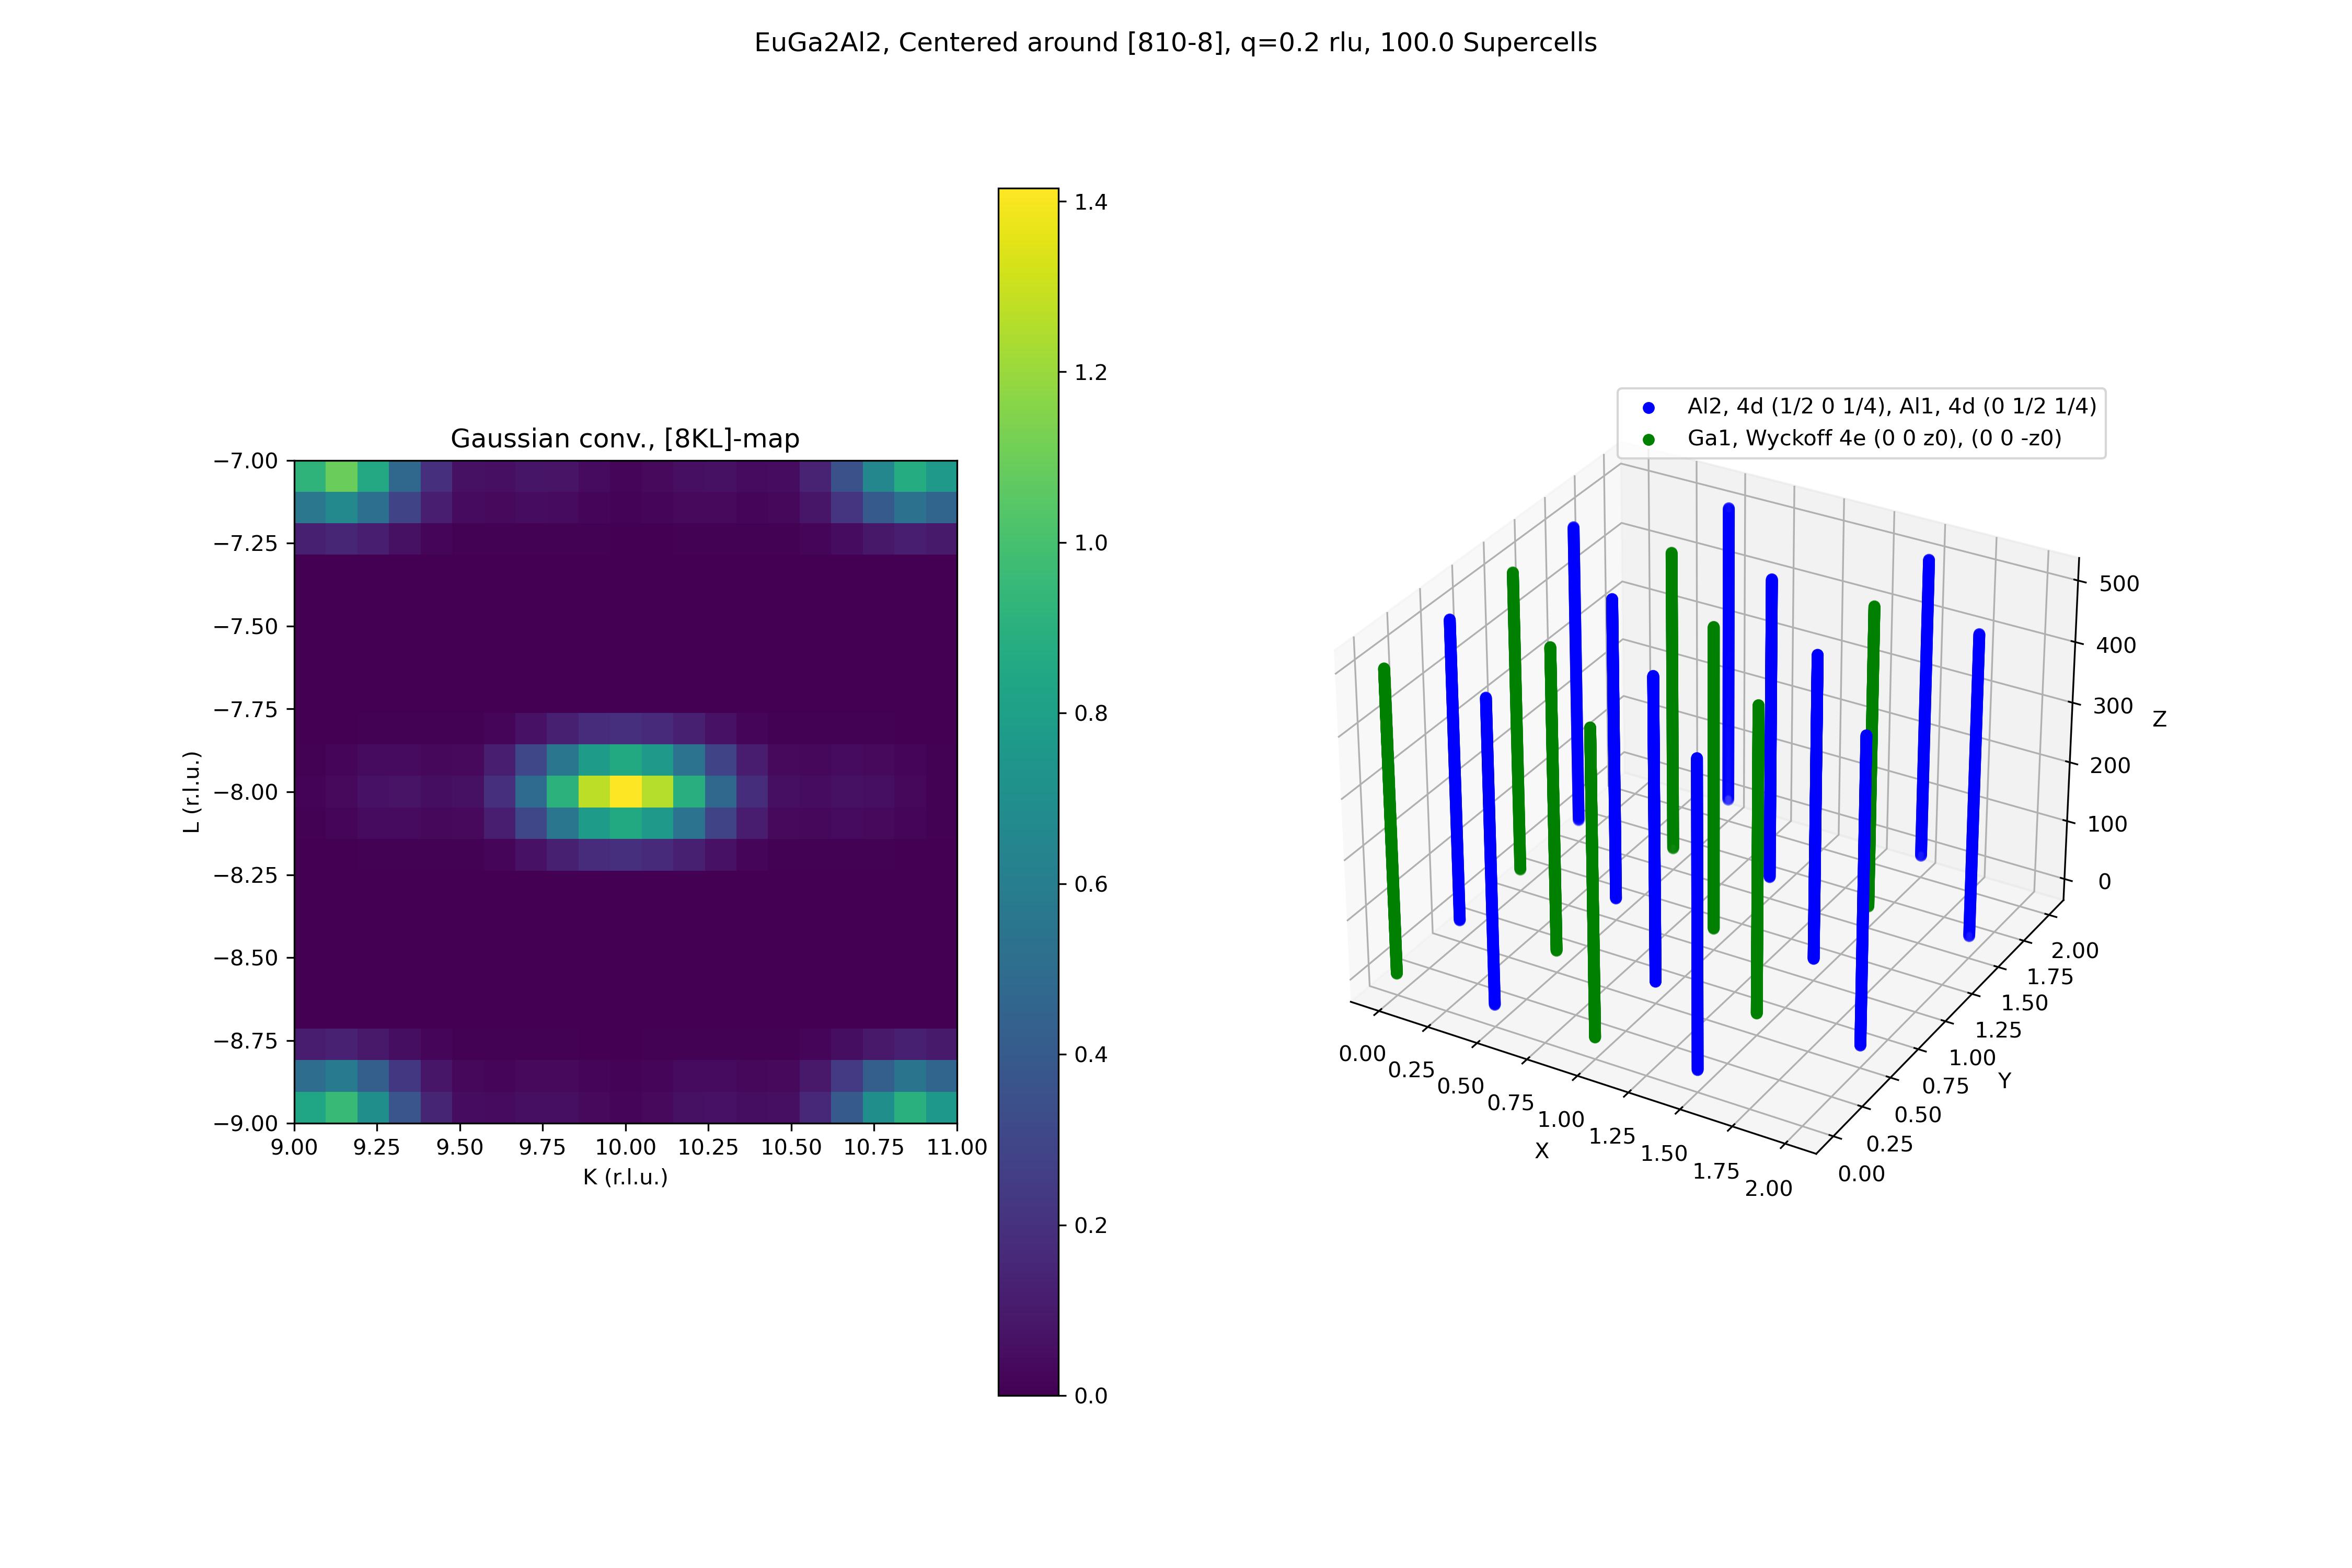 EuGa2Al2, Centered around [810-8], q=0.2 rlu, 100.0 Supercells
Gaussian conv., [8KL]-map
−7.00
−7.25
−7.50
−7.75
−8.00
−8.25
−8.50
−8.75
−9.00
L (r.l.u.)
9.00 9.25 9.50 9.75 10.00 10.25 10.50 10.75 11.00
K (r.l.u.)
1.4
1.2
1.0
0.8
0.6
0.4
0.2
0.0
Al2, 4d (1/2 0 1/4), Al1, 4d (0 1/2 1/4)
Ga1, Wyckoff 4e (0 0 z0), (0 0 -z0)
500
400
300
200
100
0
Z
0.00 0.25 0.50 0.75 1.00 1.25 1.50 1.75 2.00
X
2.00
1.75
1.50
1.25
1.00
0.75
0.50
0.25
0.00
Y